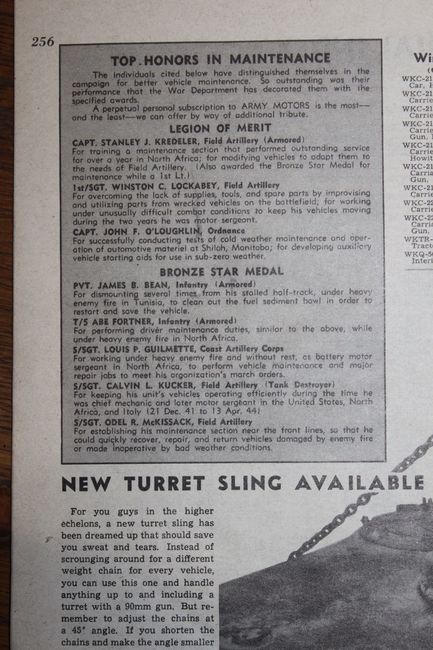 256
TOP HONORS IN MAINTENANCE
The individuals cited below have distinguished themselves in the
campaign for better vehicle maintenance. So outstanding was their
performance that the War Department has decorated them with the
specified awards.
A perpetual personal subscription to ARMY MOTORS is the most—
and the least—we can offer by way of additional tribute.
LEGION OF MERIT
CAPT. STANLEY J. KREDELER, Field Artillery (Armored)
For training a maintenance section that performed outstanding service
for over a year in North Africa; for modifying vehicles to adapt them to
the needs of Field Artillery. (Also awarded the Bronze Star Medal for
maintenance while a 1st Lt.)
1st/SGT. WINSTON C. LOCKABEY, Field Artillery
For overcoming the lack of supplies, tools, and spare parts by improvising
and utilizing parts from wrecked vehicles on the battlefield; for working
under unusually difficult combat conditions to keep his vehicles moving
during the two years he was motor sergeant.
CAPT. JOHN F. O'LOUGHLIN, Ordnance
For successfully conducting tests of cold weather maintenance and oper-
ation of automotive materiel at Shilah, Manitoba; for developing auxiliary
vehicle starting aids for use in sub-zero weather.
BRONZE STAR MEDAL
PVT. JAMES B. BEAN, Infantry (Armored)
For dismounting several times from his stalled half-track, under heavy
enemy fire in Tunisia, to clean out the fuel sediment bowl in order to
restart and save the vehicle.
T/5 ABE FORTNER, Infantry (Armored)
For performing driver maintenance duties, similar to the above, while
under heavy enemy fire in North Africa.
S/SGT. LOUIS P. GUILMETTE, Coast Artillery Corps
For working under heavy enemy fire and without rest, as battery motor
sergeant in North Africa, to perform vehicle maintenance and major
repair jobs to meet his organization's march orders.
S/SGT. CALVIN L. KUCKER, Field Artillery (Tank Destroyer)
For keeping his unit's vehicles operating efficiently during the time he
was chief mechanic and later motor sergeant in the United States, North
Africa, and Italy (21 Dec. 41 to 13 Apr. 44)
S/SGT. ODEL R. McKISSACK, Field Artillery
For establishing his maintenance section near the front lines, so that he
could quickly recover, repair, and return vehicles damaged by enemy fire
or made inoperative by bad weather conditions.
NEW TURRET SLING AVAILABLE
For you guys in the higher
echelons, a new turret sling has
been dreamed up that should save
you sweat and tears. Instead of
scrounging around for a different
weight chain for every vehicle,
you can use this one and handle
anything up to and including a
turret with a 90mm gun. But re-
member to adjust the chains at
a 45° angle. If you shorten the
chains and make the angle smaller